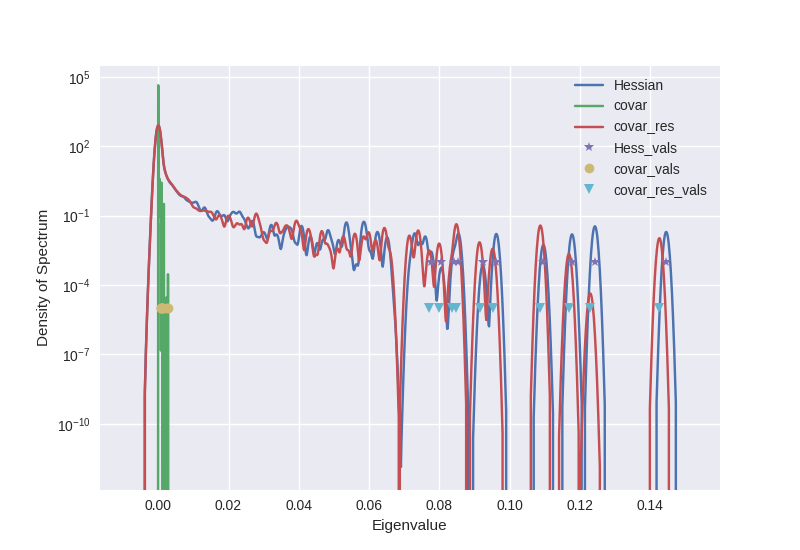 10^5
10^2
10^-1
10^-4
10^-7
10^-10
Density of Spectrum
Hessian
covar
covar_res
Hess_vals
covar_vals
covar_res_vals
0.00 0.02 0.04 0.06 0.08 0.10 0.12 0.14
Eigenvalue